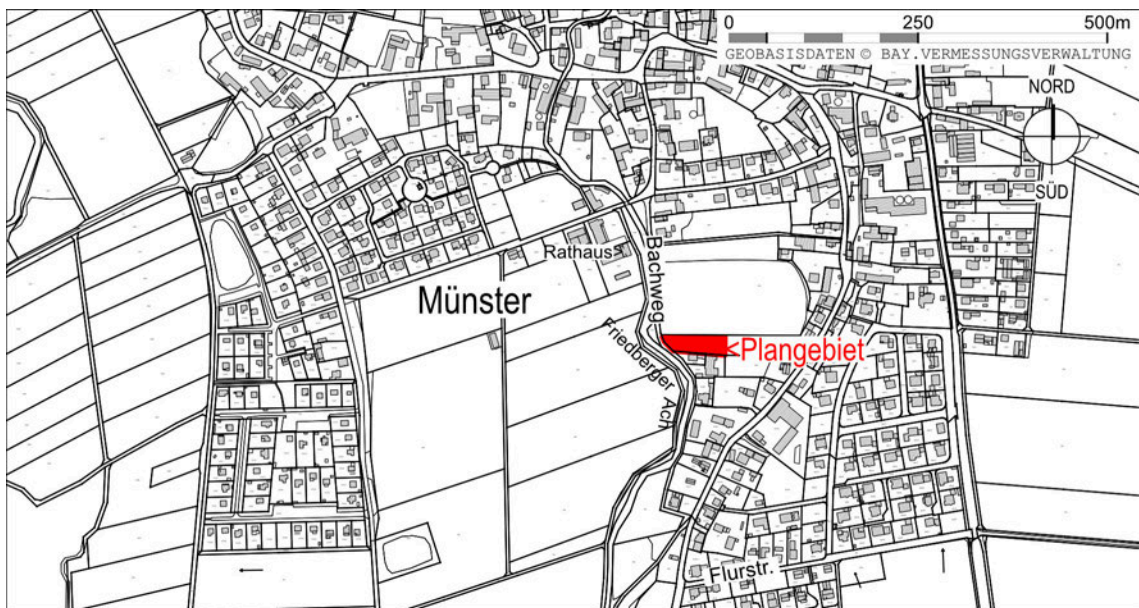 0 250 500m
GEOBASISDATEN © BAY.VERMESSUNGSVERWALTUNG
NORD
SÜD
Rathaus
Bachweg
Münster
<Plangebiet
Friedberger Ach
Flurstr.